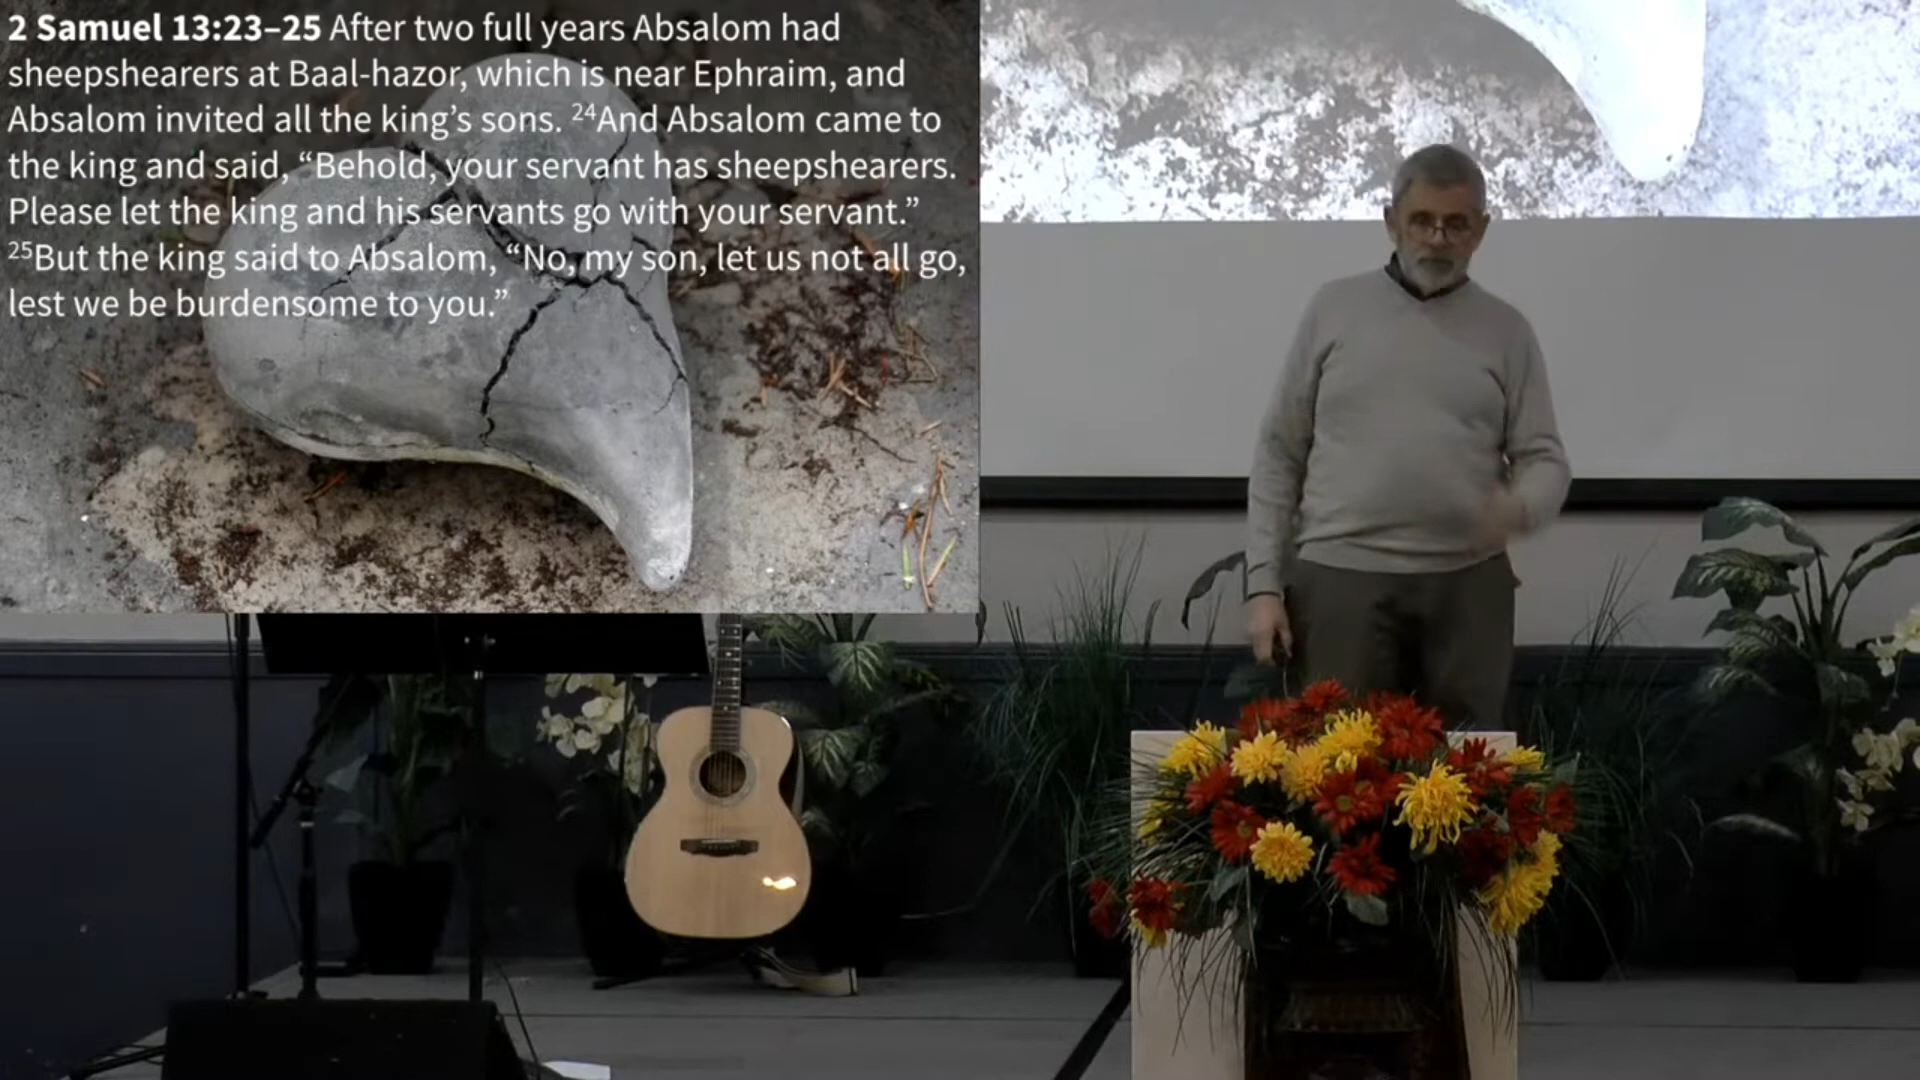 2 Samuel 13:23–25 After two full years Absalom had
sheepshearers at Baal-hazor, which is near Ephraim, and
Absalom invited all the king’s sons. ²⁴And Absalom came to
the king and said, “Behold, your servant has sheepshearers.
Please let the king and his servants go with your servant.”
²⁵But the king said to Absalom, “No, my son, let us not all go,
lest we be burdensome to you.”